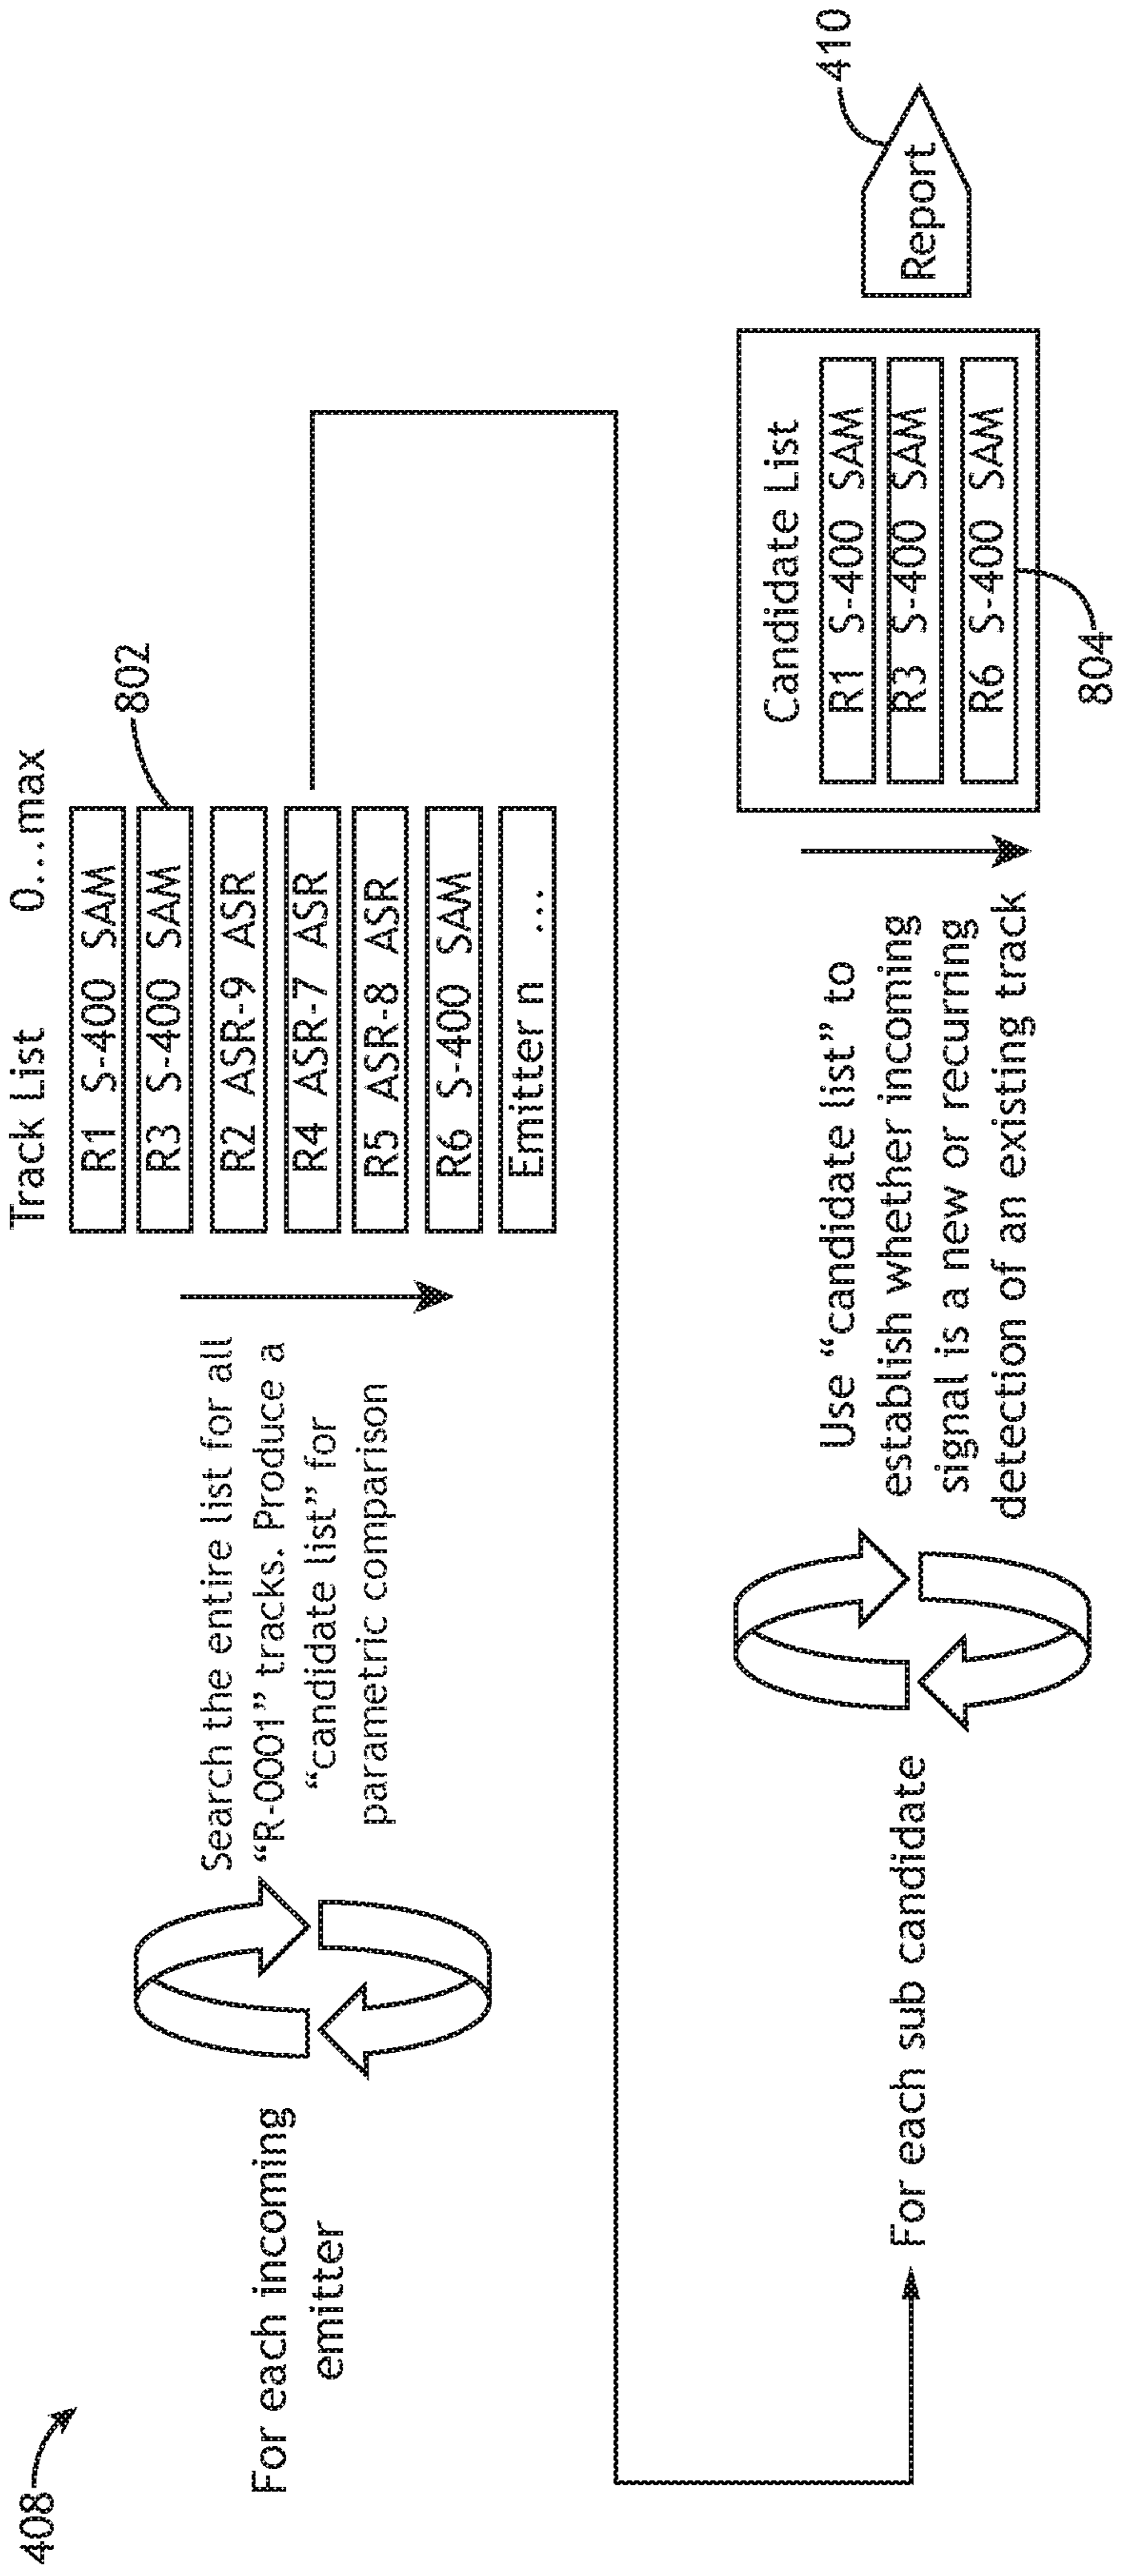 408
Track List 0...max
R1 S-400 SAM
R3 S-400 SAM
R2 ASR-9 ASR
R4 ASR-7 ASR
R5 ASR-8 ASR
R6 S-400 SAM
Emitter n ...
802
For each incoming
emitter
Search the entire list for all
“R-0001” tracks. Produce a
“candidate list” for
parametric comparison
For each sub candidate
Use “candidate list” to
establish whether incoming
signal is a new or recurring
detection of an existing track
Candidate List
R1 S-400 SAM
R3 S-400 SAM
R6 S-400 SAM
804
Report
410